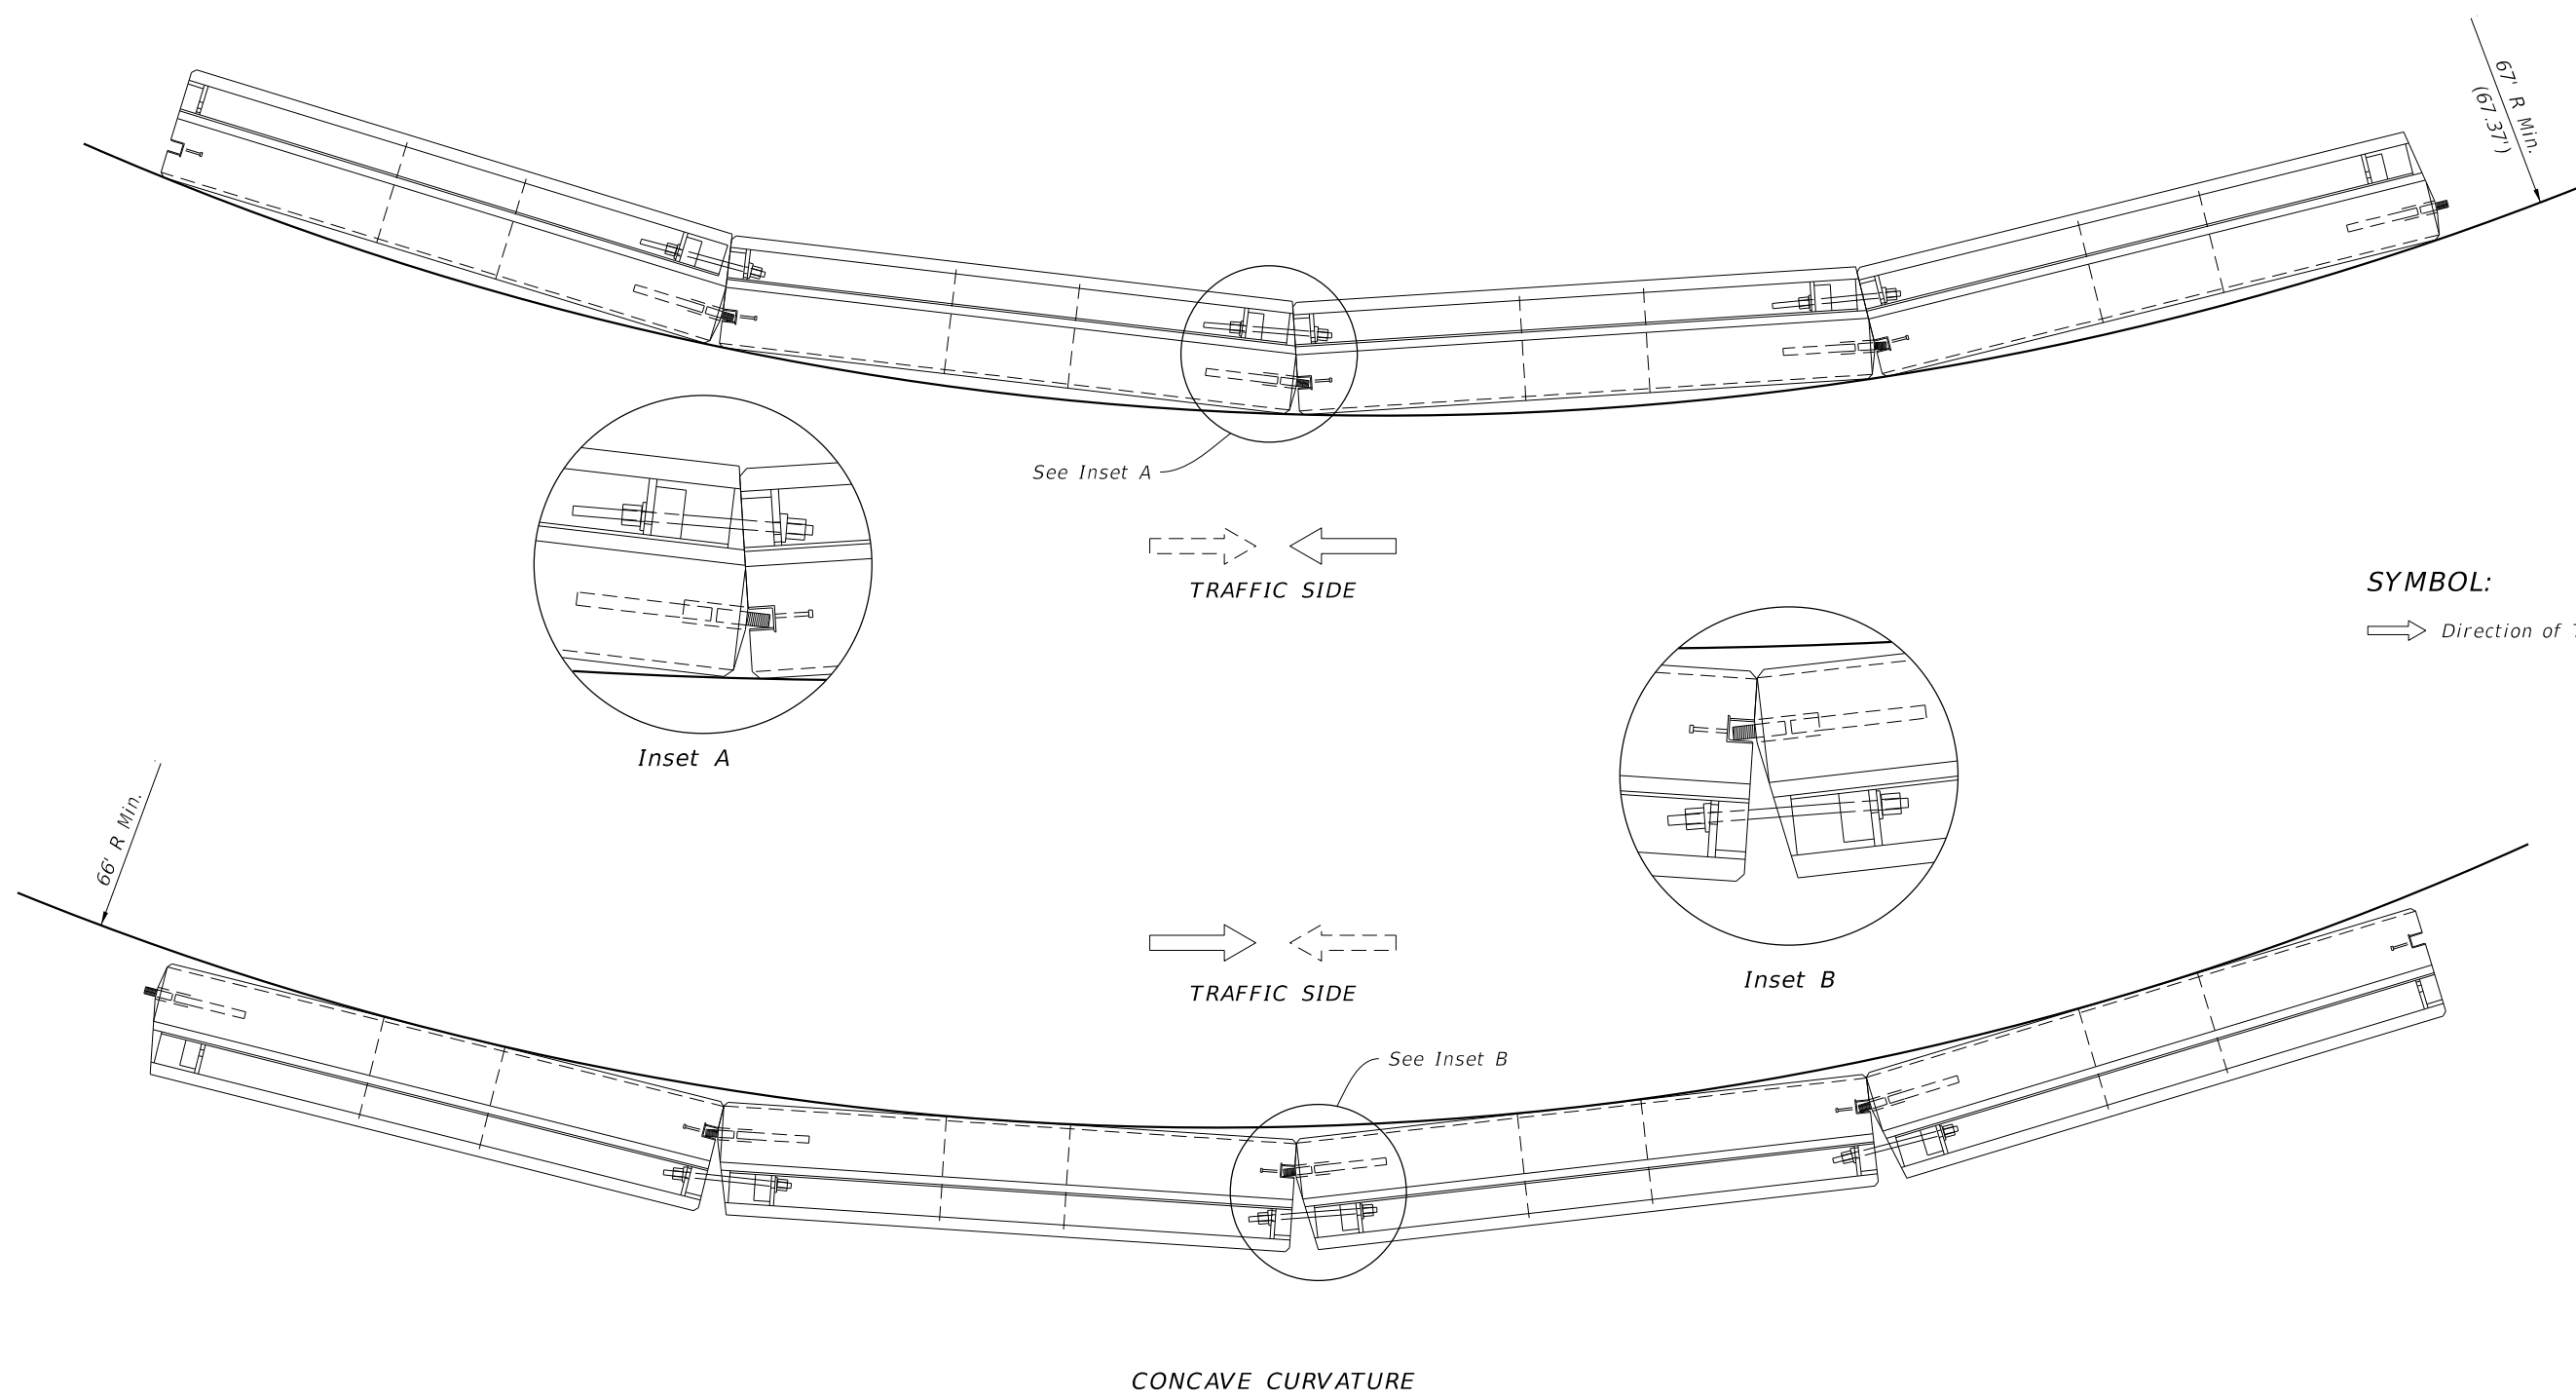 67' R Min.
(67.37')
See Inset A
TRAFFIC SIDE
SYMBOL:
Direction of
Inset A
66' R Min.
Inset B
TRAFFIC SIDE
See Inset B
CONCAVE CURVATURE